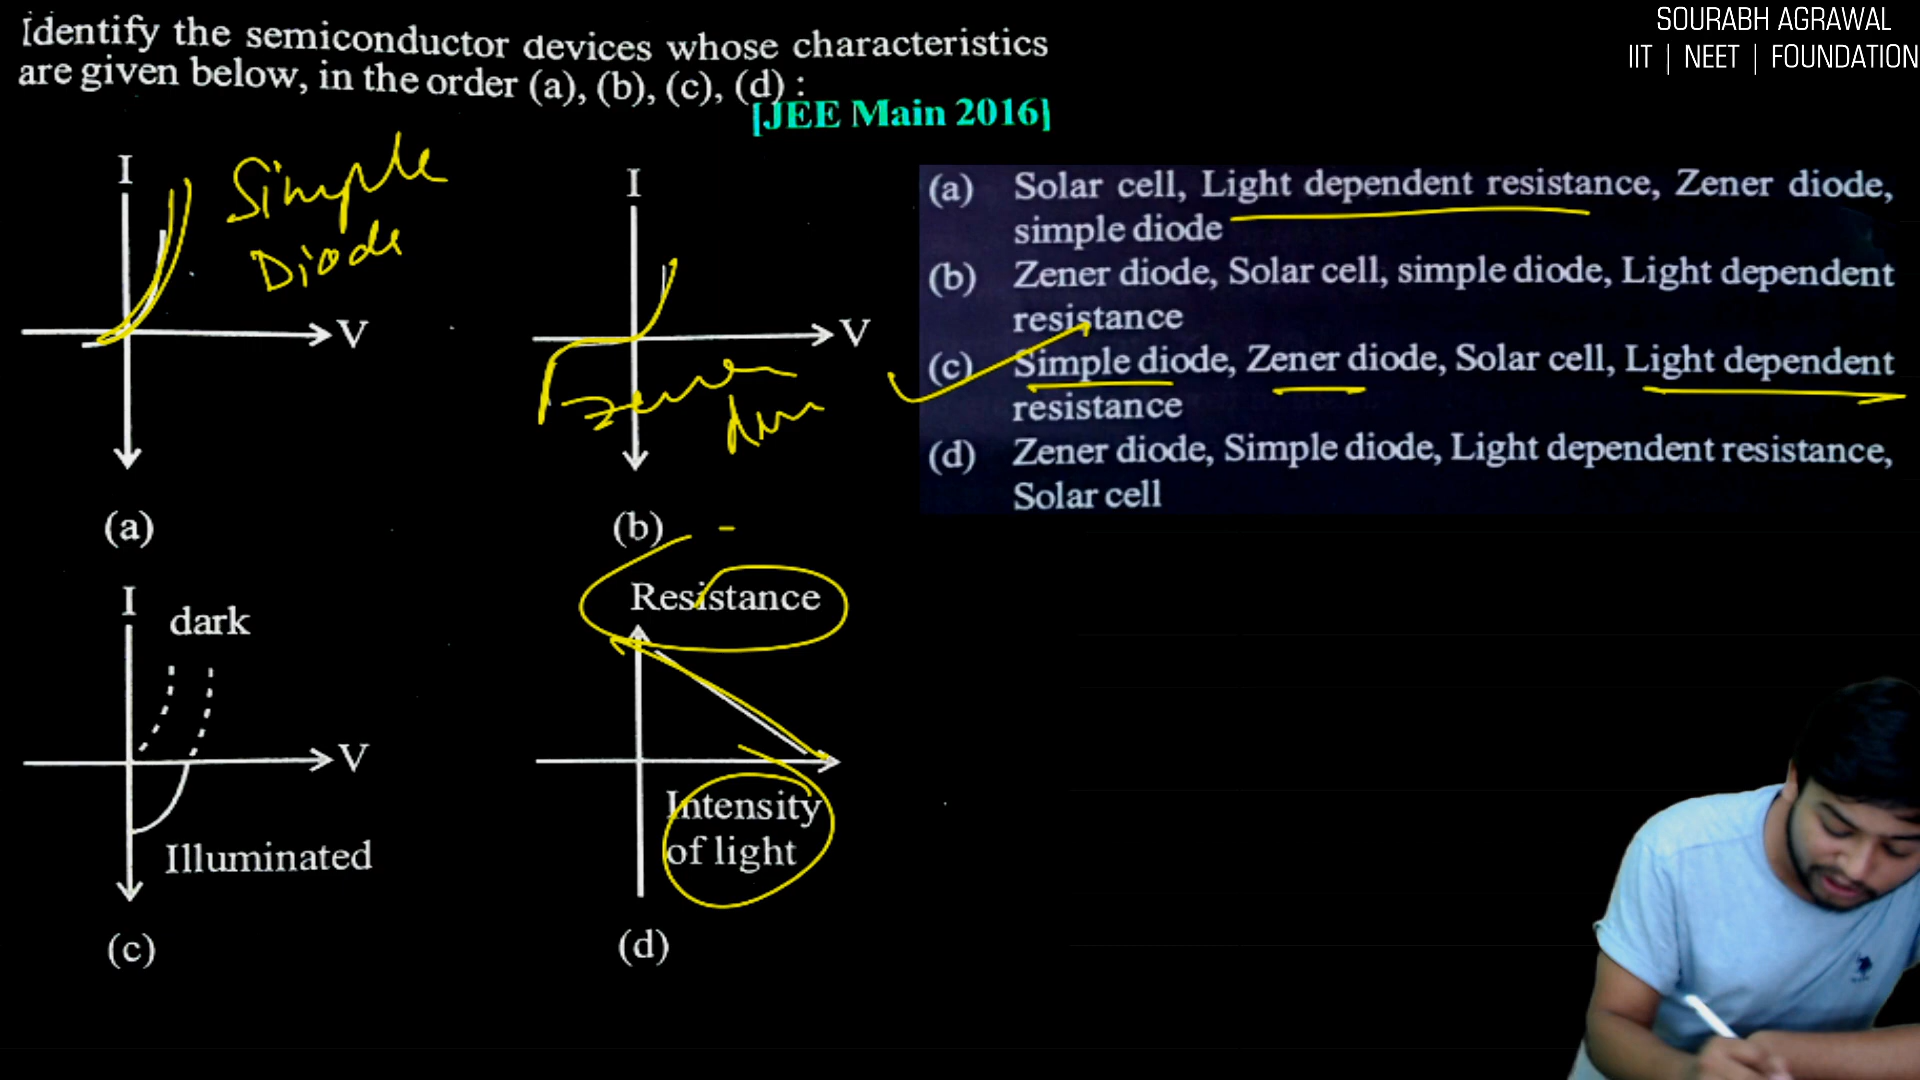 Identify the semiconductor devices whose characteristics
are given below, in the order (a), (b), (c), (d) :
[JEE Main 2016]
SOURABH AGRAWAL
IIT | NEET | FOUNDATION
I
Simple
Diode
V
(a)
I
V
Zener
(b)
(a) Solar cell, Light dependent resistance, Zener diode,
simple diode
(b) Zener diode, Solar cell, simple diode, Light dependent
resistance
(c) Simple diode, Zener diode, Solar cell, Light dependent
resistance
(d) Zener diode, Simple diode, Light dependent resistance,
Solar cell
I
dark
V
Illuminated
(c)
Resistance
Intensity
of light
(d)